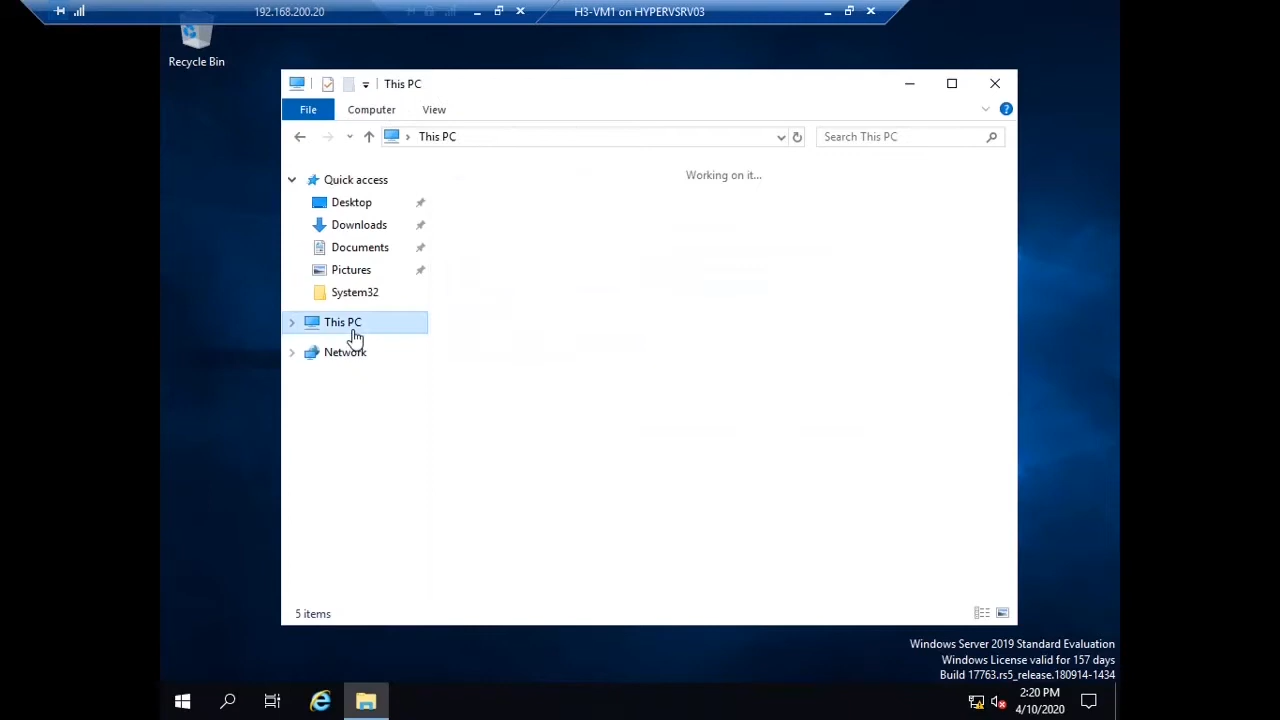 192.168.200.20
H3-VM1 on HYPERVSRV03
Recycle Bin
This PC
File
Computer
View
This PC
Search This PC
Quick access
Working on it...
Desktop
Downloads
Documents
Pictures
System32
This PC
Network
5 items
Windows Server 2019 Standard Evaluation
Windows License valid for 157 days
Build 17763.rs5_release.180914-1434
2:20 PM
4/10/2020